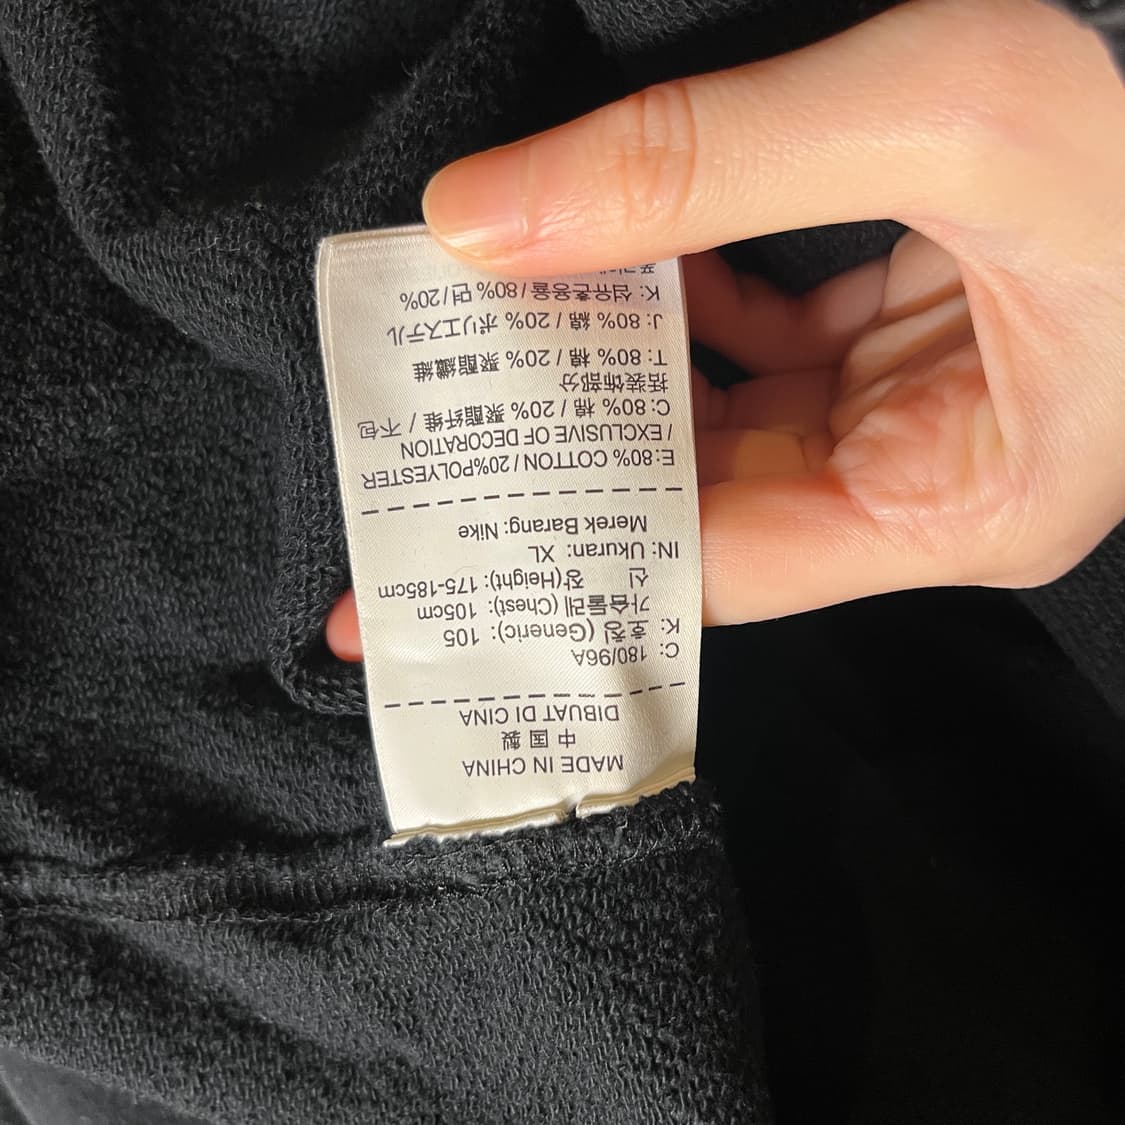 MADE IN CHINA
中国製
DIBUAT DI CINA
C: 180/96A
K: 호칭 (Generic): 105
가슴둘레 (Chest): 105cm
신 장(Height): 175-185cm
IN: Ukuran: XL
Merek Barang: Nike
E:80% COTTON / 20%POLYESTER
/ EXCLUSIVE OF DECORATION
C: 80% 棉 / 20% 聚酯纤维 / 不包
括装饰部分
T: 80% 棉 / 20% 聚酯纖維
J: 80% 綿 / 20% ポリエステル
K: 섬유혼용율 / 80% 면 / 20%